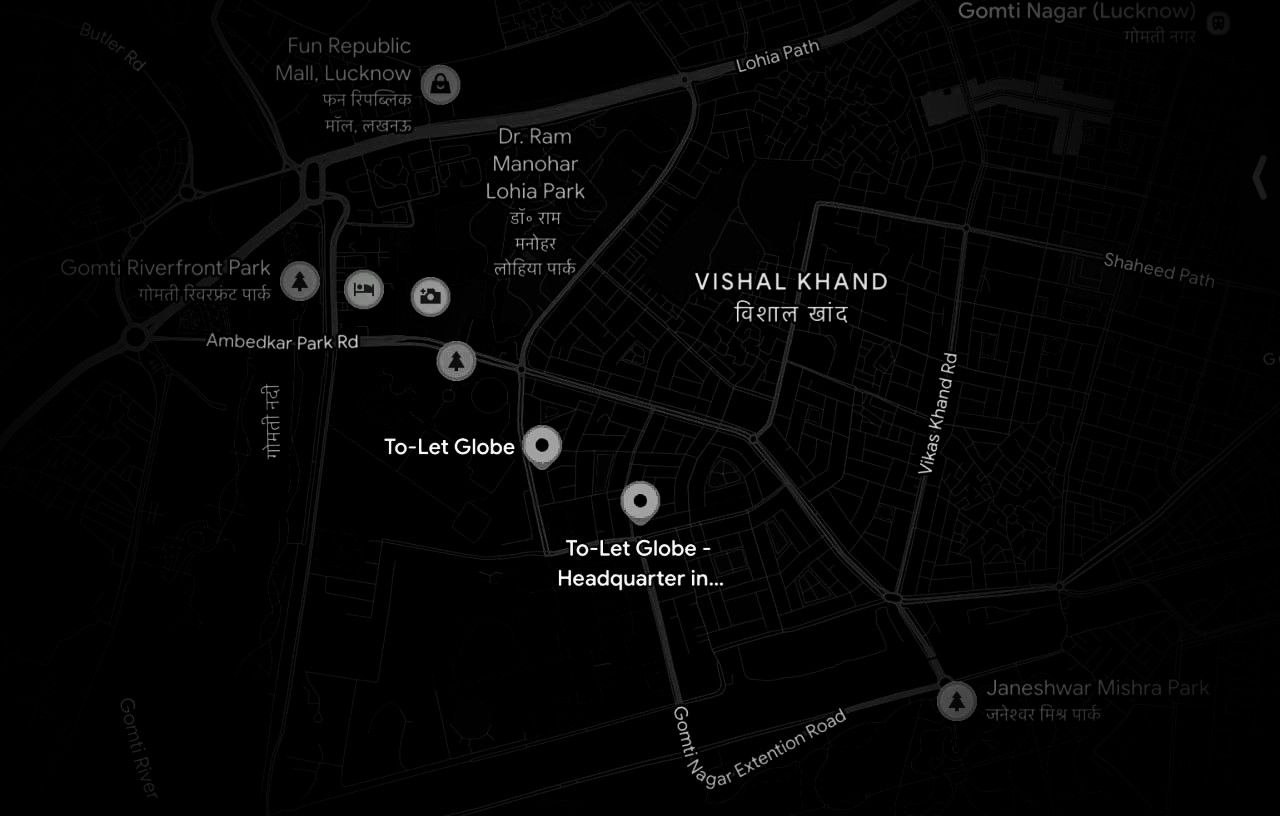 Gomti Nagar (Lucknow)
गोमती नगर
Butler Rd
Fun Republic
Mall, Lucknow
फन रिपब्लिक
मॉल, लखनऊ
Lohia Path
Dr. Ram
Manohar
Lohia Park
डॉ० राम
मनोहर
लोहिया पार्क
Gomti Riverfront Park
गोमती रिवरफ्रंट पार्क
VISHAL KHAND
विशाल खांद
Shaheed Path
Ambedkar Park Rd
गोमती नदी
Vikas Khand Rd
To-Let Globe
To-Let Globe -
Headquarter in...
Janeshwar Mishra Park
जनेश्वर मिश्र पार्क
Gomti River
Gomti Nagar Extention Road